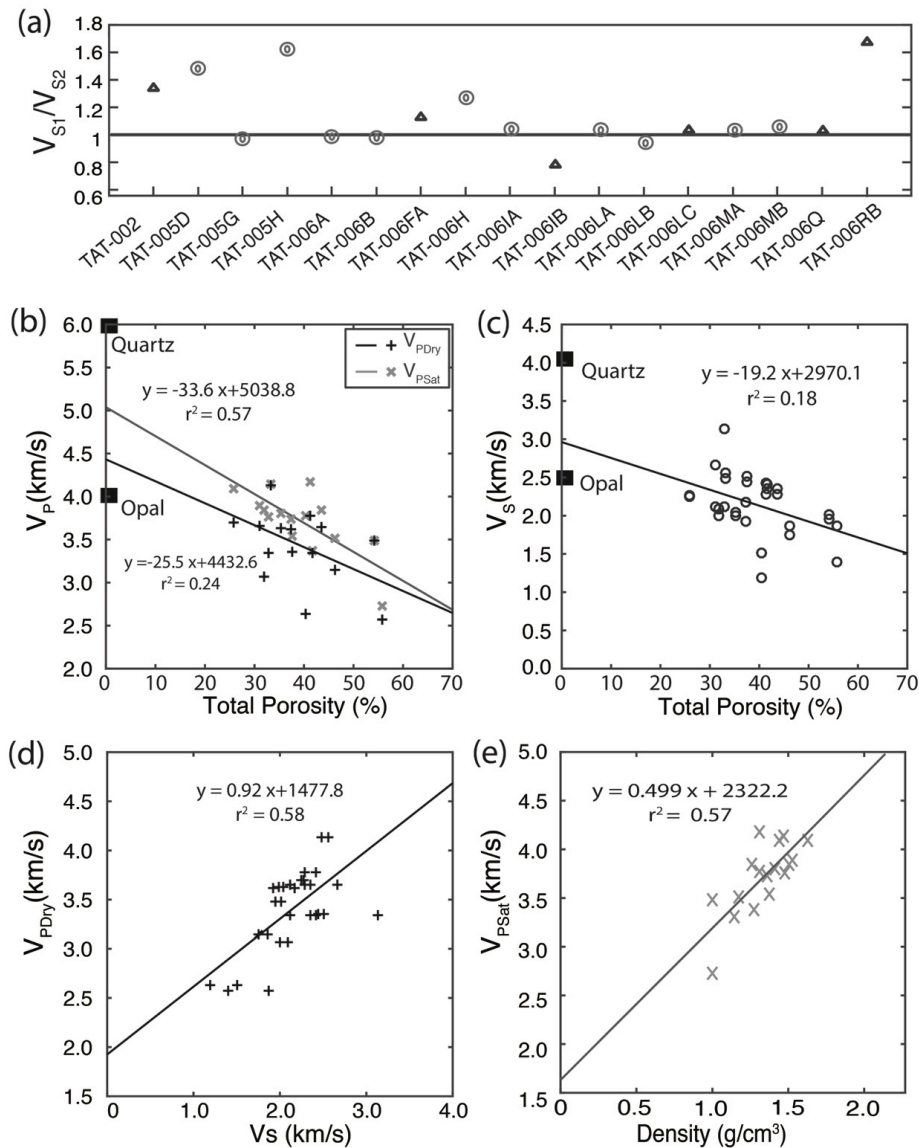 (a)
1.8
1.6
1.4
1.2
1
0.8
0.6
V_S1/V_S2
TAT-002
TAT-005D
TAT-005G
TAT-005H
TAT-006A
TAT-006B
TAT-006FA
TAT-006H
TAT-006IA
TAT-006IB
TAT-006LA
TAT-006LB
TAT-006LC
TAT-006MA
TAT-006MB
TAT-006Q
TAT-006RB
(b)
6.0
5.5
5.0
4.5
4.0
3.5
3.0
2.5
2.0
V_P(km/s)
Quartz
Opal
V_PDry
V_PSat
y = -33.6 x+5038.8
r² = 0.57
y =-25.5 x+4432.6
r² = 0.24
0 10 20 30 40 50 60 70
Total Porosity (%)
(c)
4.5
4.0
3.5
3.0
2.5
2.0
1.5
1.0
0.5
0.0
V_S(km/s)
Quartz
Opal
y = -19.2 x+2970.1
r² = 0.18
0 10 20 30 40 50 60 70
Total Porosity (%)
(d)
5.0
4.5
4.0
3.5
3.0
2.5
2.0
1.5
V_PDry(km/s)
y = 0.92 x+1477.8
r² = 0.58
0 1.0 2.0 3.0 4.0
Vs (km/s)
(e)
5.0
4.5
4.0
3.5
3.0
2.5
2.0
1.5
V_PSat(km/s)
y = 0.499 x + 2322.2
r² = 0.57
0 0.5 1.0 1.5 2.0
Density (g/cm³)